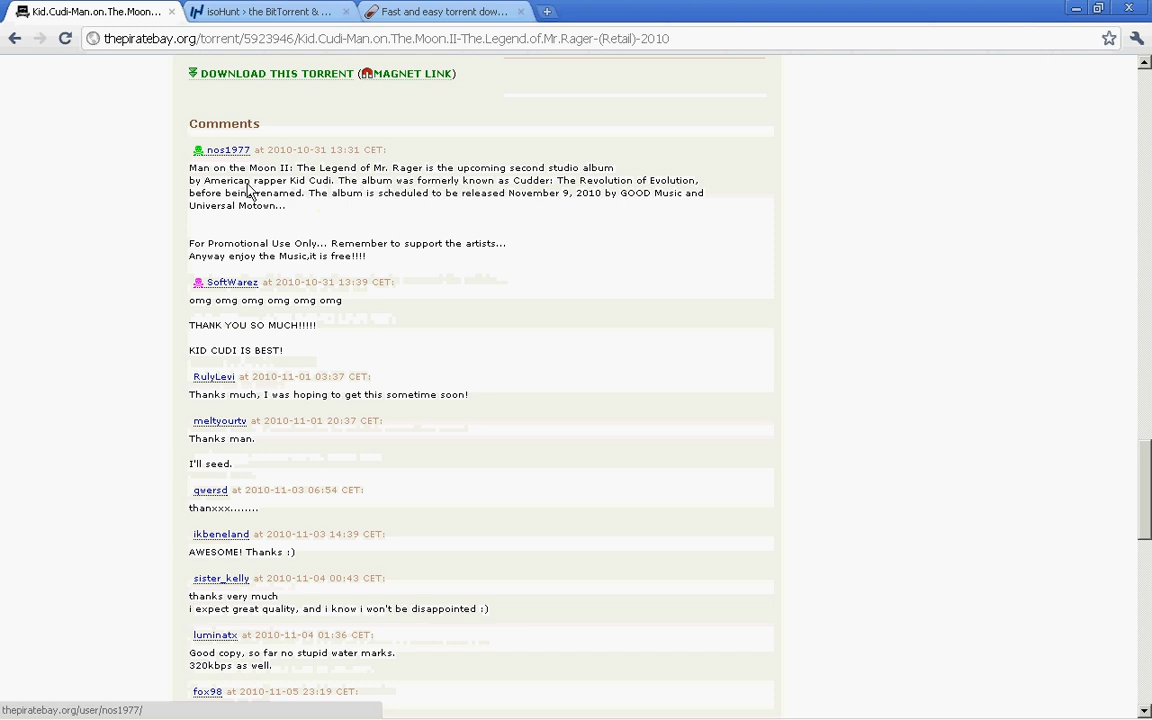 Kid.Cudi-Man.on.The.Moon...
isoHunt › the BitTorrent & ...
Fast and easy torrent dow...
thepiratebay.org/torrent/5923946/Kid.Cudi-Man.on.The.Moon.II-The.Legend.of.Mr.Rager-(Retail)-2010
DOWNLOAD THIS TORRENT (MAGNET LINK)
Comments
nos1977 at 2010-10-31 13:31 CET:
Man on the Moon II: The Legend of Mr. Rager is the upcoming second studio album
by American rapper Kid Cudi. The album was formerly known as Cudder: The Revolution of Evolution,
before being renamed. The album is scheduled to be released November 9, 2010 by GOOD Music and
Universal Motown...
For Promotional Use Only... Remember to support the artists...
Anyway enjoy the Music,it is free!!!!
SoftWarez at 2010-10-31 13:39 CET:
omg omg omg omg omg omg
THANK YOU SO MUCH!!!!!
KID CUDI IS BEST!
RulyLevi at 2010-11-01 03:37 CET:
Thanks much, I was hoping to get this sometime soon!
meltyourtv at 2010-11-01 20:37 CET:
Thanks man.
I'll seed.
qwersd at 2010-11-03 06:54 CET:
thanxxx........
ikbeneland at 2010-11-03 14:39 CET:
AWESOME! Thanks :)
sister_kelly at 2010-11-04 00:43 CET:
thanks very much
i expect great quality, and i know i won't be disappointed :)
luminatx at 2010-11-04 01:36 CET:
Good copy, so far no stupid water marks.
320kbps as well.
fox98 at 2010-11-05 23:19 CET:
thepiratebay.org/user/nos1977/